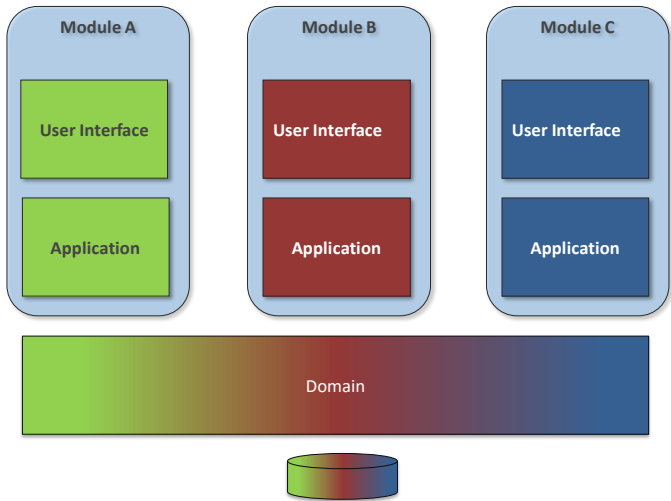 Module A
Module B
Module C
User Interface
User Interface
User Interface
Application
Application
Application
Domain